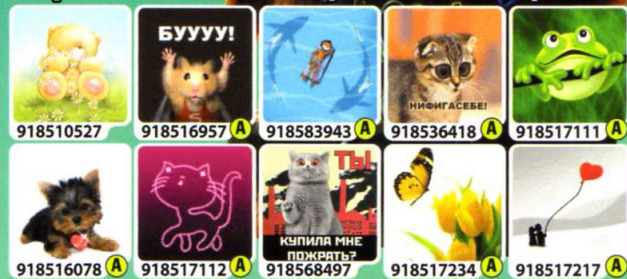 БУУУУ!
НИФИГАСЕБЕ!
918510527
918516957 A
918583943 A
918536418 A
918517111 A
ТЫ
КУПИЛА МНЕ
ПОЖРАТЬ?
918516078 A
918517112 A
918568497
918517234 A
918517217 A